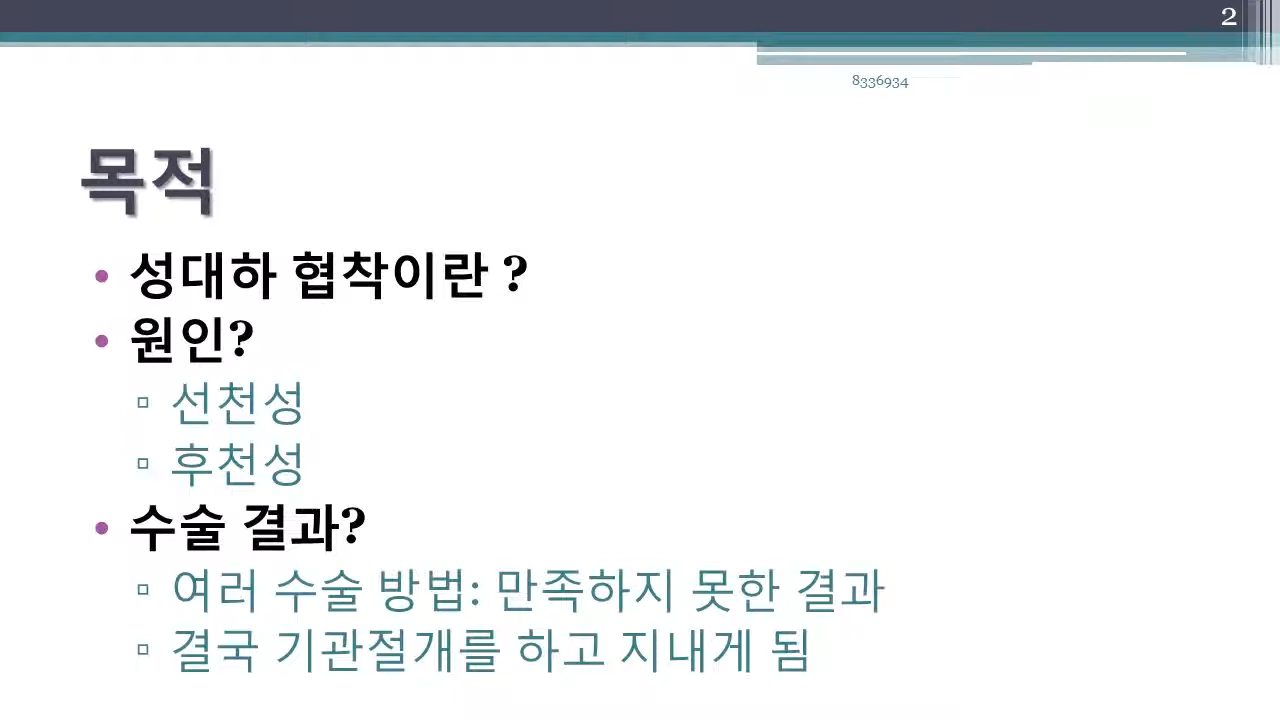 2
8336934
목적
• 성대하 협착이란 ?
• 원인?
▫ 선천성
▫ 후천성
• 수술 결과?
▫ 여러 수술 방법: 만족하지 못한 결과
▫ 결국 기관절개를 하고 지내게 됨